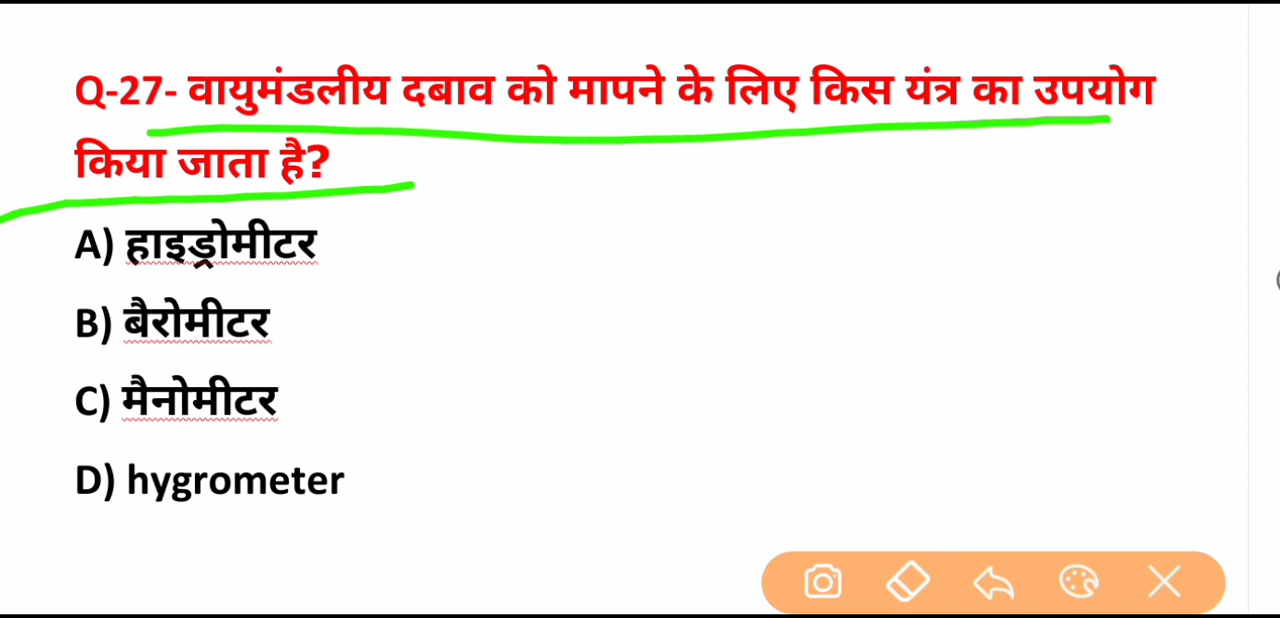 Q-27- वायुमंडलीय दबाव को मापने के लिए किस यंत्र का उपयोग
किया जाता है?
A) हाइड्रोमीटर
B) बैरोमीटर
C) मैनोमीटर
D) hygrometer